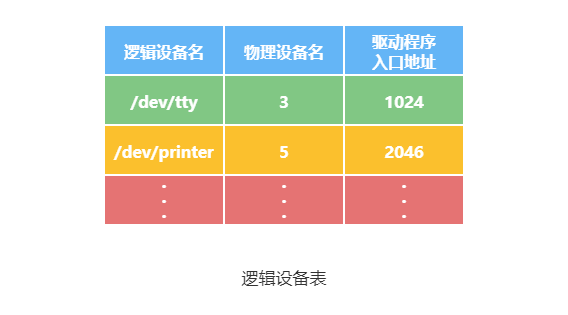 逻辑设备名 物理设备名 驱动程序
入口地址
/dev/tty 3 1024
/dev/printer 5 2046
逻辑设备表